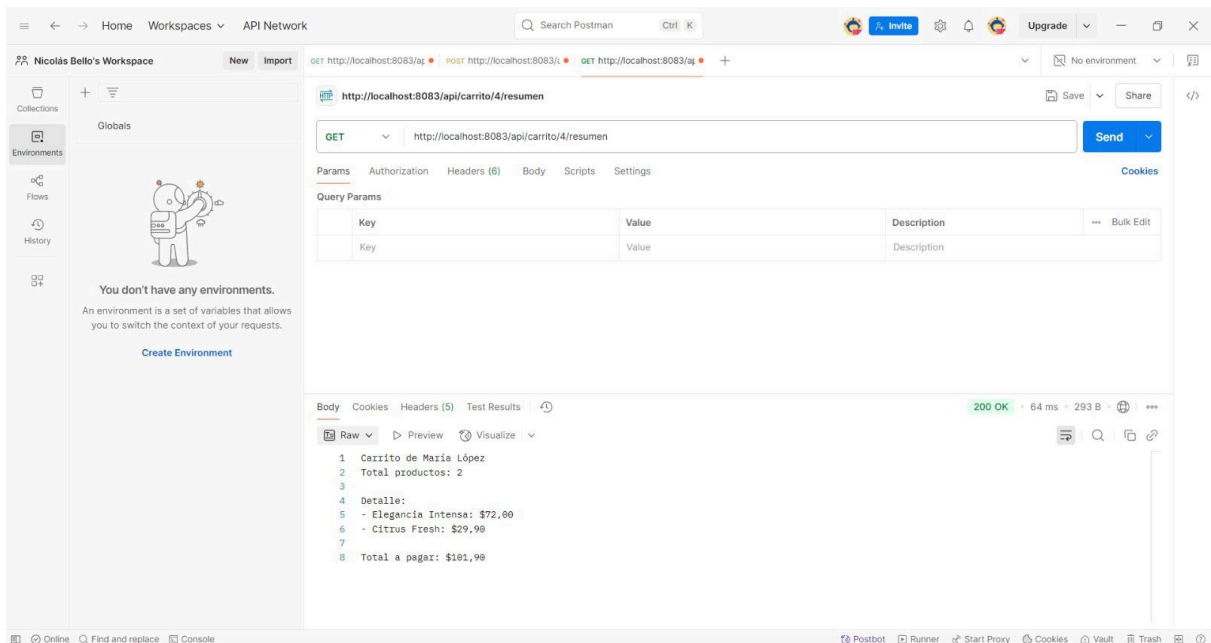 Home Workspaces API Network Search Postman Ctrl K Invite Upgrade
Nicolás Bello's Workspace New Import GET http://localhost:8083/ap POST http://localhost:8083/ GET http://localhost:8083/ap No environment
Collections
Environments
Flows
History
Globals
You don't have any environments.
An environment is a set of variables that allows
you to switch the context of your requests.
Create Environment
HTTP http://localhost:8083/api/carrito/4/resumen Save Share
GET http://localhost:8083/api/carrito/4/resumen Send
Params Authorization Headers (6) Body Scripts Settings Cookies
Query Params
Key Value Description Bulk Edit
Key Value Description
Body Cookies Headers (5) Test Results 200 OK 64 ms 293 B
Raw Preview Visualize
1 Carrito de María López
2 Total productos: 2
3
4 Detalle:
5 - Elegancia Intensa: $72,00
6 - Citrus Fresh: $29,90
7
8 Total a pagar: $101,90
Online Find and replace Console Postbot Runner Start Proxy Cookies Vault Trash